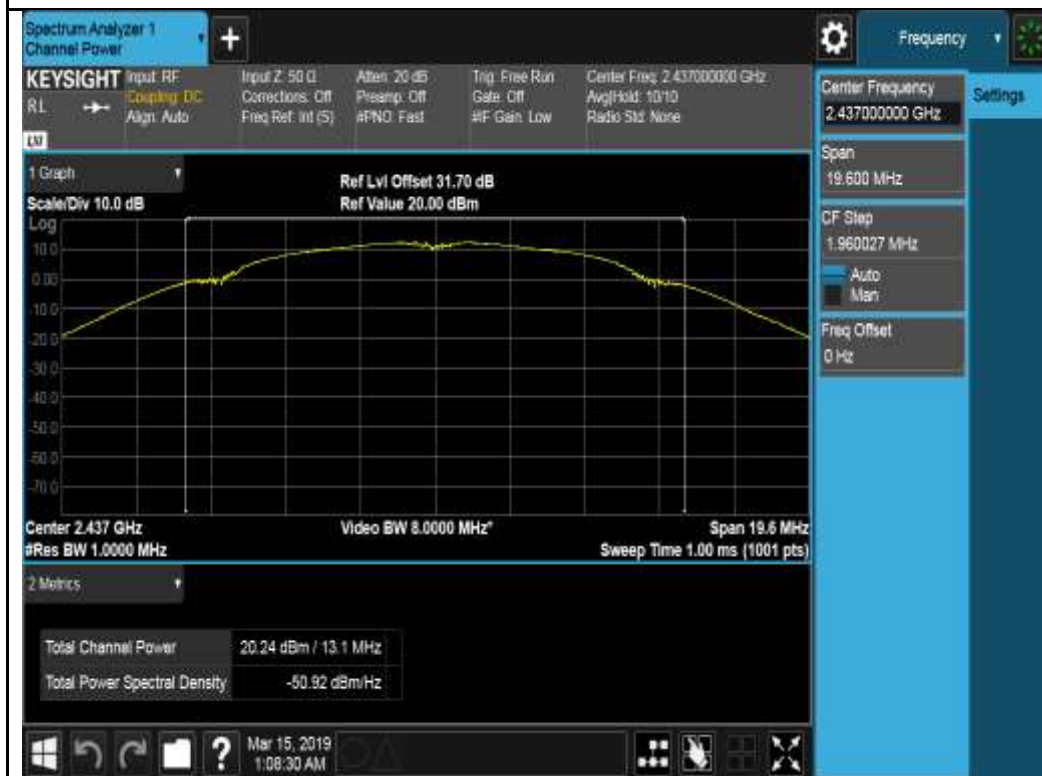 Spectrum Analyzer 1
Channel Power
Frequency
KEYSIGHT
Input: RF
Coupling: DC
Align: Auto
RL
LXI
Input Z: 50 Ω
Corrections: Off
Freq Ref: Int (S)
Atten: 20 dB
Preamp: Off
#PNO: Fast
Trig: Free Run
Gate: Off
#IF Gain: Low
Center Freq: 2.437000000 GHz
Avg|Hold: 10/10
Radio Std: None
Center Frequency
2.437000000 GHz
Settings
Span
19.600 MHz
CF Step
1.960027 MHz
Auto
Man
Freq Offset
0 Hz
1 Graph
Scale/Div 10.0 dB
Ref Lvl Offset 31.70 dB
Ref Value 20.00 dBm
Log
10.0
0.00
-10.0
-20.0
-30.0
-40.0
-50.0
-60.0
-70.0
Center 2.437 GHz
#Res BW 1.0000 MHz
Video BW 8.0000 MHz*
Span 19.6 MHz
Sweep Time 1.00 ms (1001 pts)
2 Metrics
Total Channel Power 20.24 dBm / 13.1 MHz
Total Power Spectral Density -50.92 dBm/Hz
?
Mar 15, 2019
1:08:30 AM